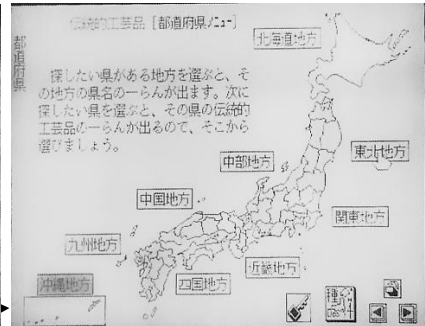 伝統的工芸品 [都道府県メニュー]
都道府県
探したい県がある地方を選ぶと、そ
の地方の県名の一らんが出ます。次に
探したい県を選ぶと、その県の伝統的
工芸品の一らんが出るので、そこから
選びましょう。
北海道地方
東北地方
中部地方
中国地方
関東地方
九州地方
近畿地方
沖縄地方
四国地方